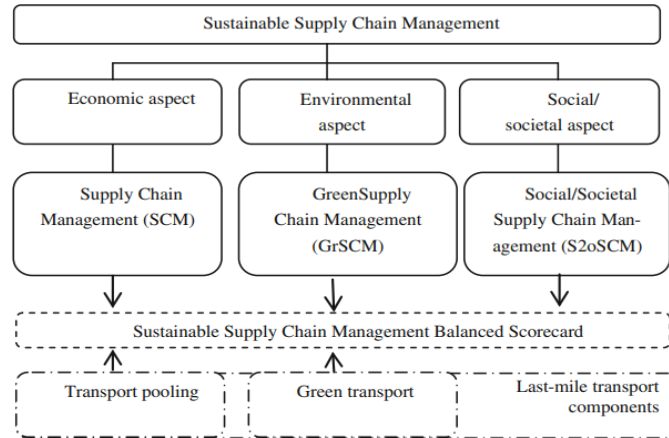 Sustainable Supply Chain Management
Economic aspect
Environmental
aspect
Social/
societal aspect
Supply Chain
Management (SCM)
GreenSupply
Chain Management
(GrSCM)
Social/Societal
Supply Chain Man-
agement (S2oSCM)
Sustainable Supply Chain Management Balanced Scorecard
Transport pooling
Green transport
Last-mile transport
components